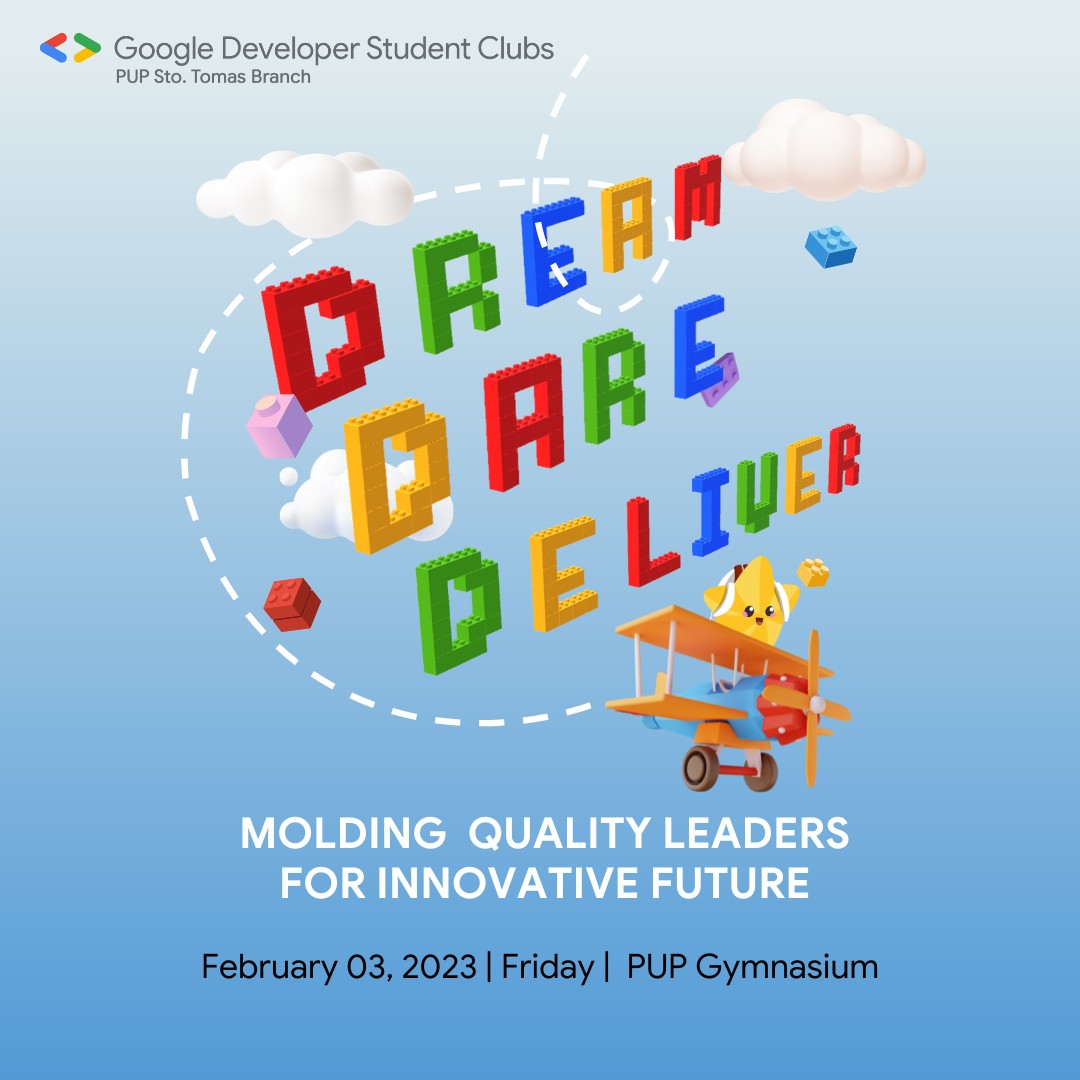 Google Developer Student Clubs
PUP Sto. Tomas Branch
DREAM
DARE
DELIVER
MOLDING QUALITY LEADERS
FOR INNOVATIVE FUTURE
February 03, 2023 | Friday | PUP Gymnasium